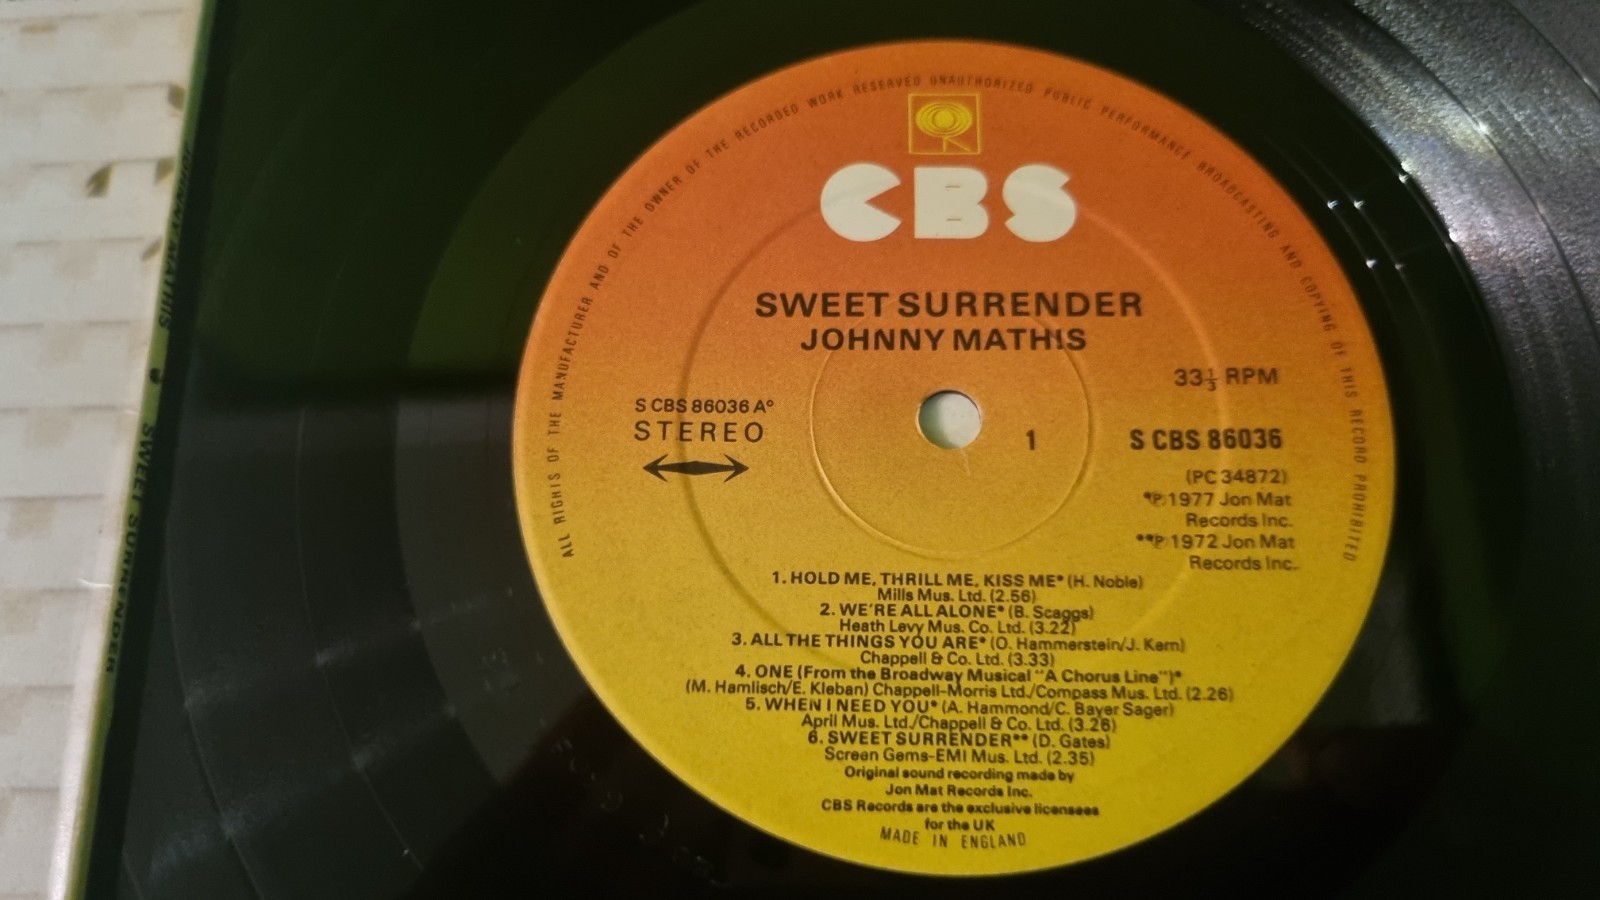 ALL RIGHTS OF THE MANUFACTURER AND OF THE OWNER OF THE RECORDED WORK RESERVED UNAUTHORIZED PUBLIC PERFORMANCE BROADCASTING AND COPYING OF THIS RECORD PROHIBITED
CBS
SWEET SURRENDER
JOHNNY MATHIS
33⅓ RPM
S CBS 86036 A°
STEREO
1
S CBS 86036
(PC 34872)
*℗ 1977 Jon Mat
Records Inc.
**℗ 1972 Jon Mat
Records Inc.
1. HOLD ME, THRILL ME, KISS ME* (H. Noble)
Mills Mus. Ltd. (2.56)
2. WE'RE ALL ALONE* (B. Scaggs)
Heath Levy Mus. Co. Ltd. (3.22)
3. ALL THE THINGS YOU ARE* (O. Hammerstein/J. Kern)
Chappell & Co. Ltd. (3.33)
4. ONE (From the Broadway Musical "A Chorus Line")*
(M. Hamlisch/E. Kleban) Chappell-Morris Ltd./Compass Mus. Ltd. (2.26)
5. WHEN I NEED YOU* (A. Hammond/C. Bayer Sager)
April Mus. Ltd./Chappell & Co. Ltd. (3.26)
6. SWEET SURRENDER** (D. Gates)
Screen Gems-EMI Mus. Ltd. (2.35)
Original sound recording made by
Jon Mat Records Inc.
CBS Records are the exclusive licensees
for the UK
MADE IN ENGLAND
JOHNNY MATHIS SWEET SURRENDER